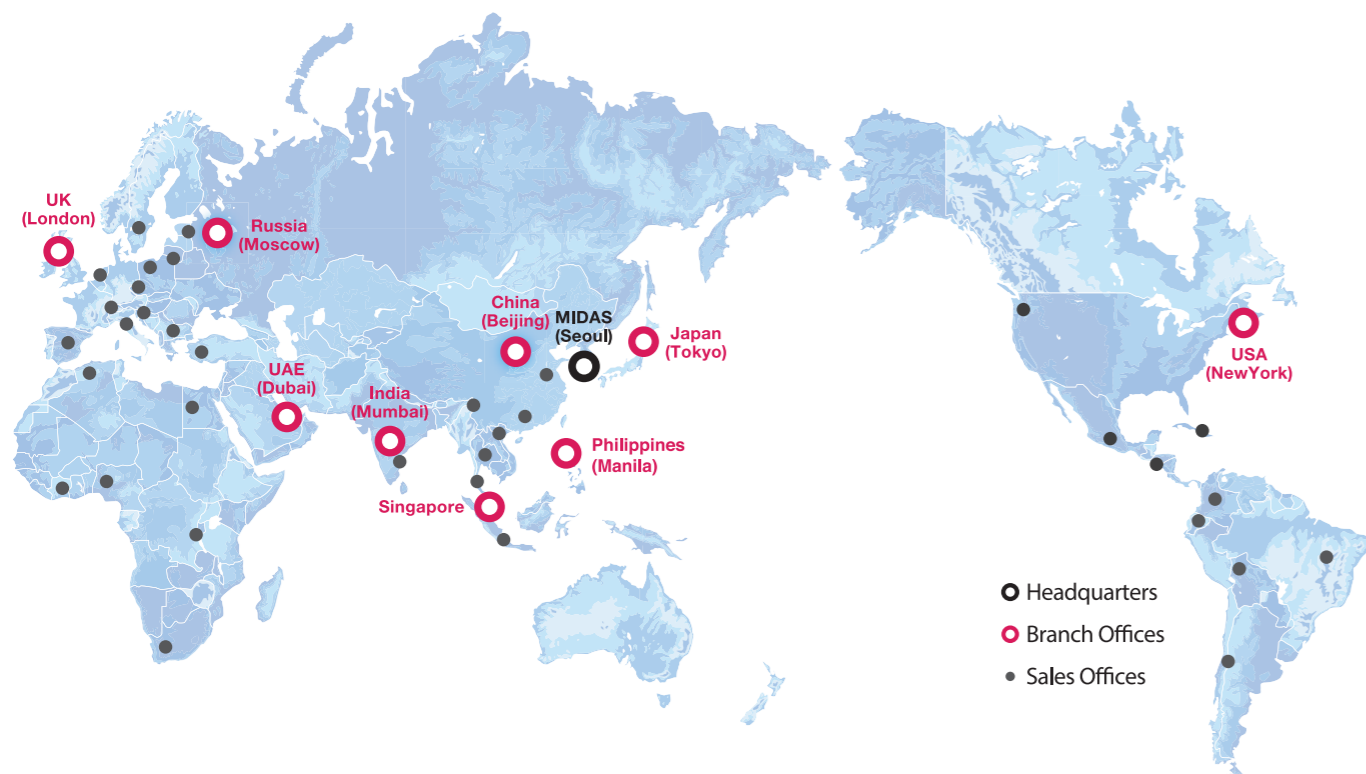 UK
(London)
Russia
(Moscow)
China
(Beijing)
MIDAS
(Seoul)
Japan
(Tokyo)
USA
(NewYork)
UAE
(Dubai)
India
(Mumbai)
Philippines
(Manila)
Singapore
Headquarters
Branch Offices
Sales Offices